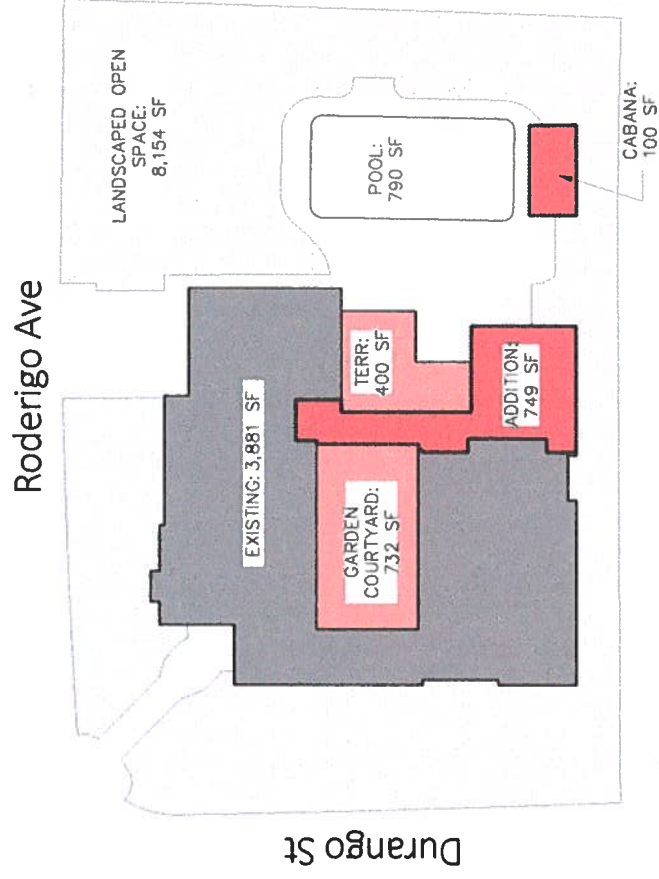 Roderigo Ave
LANDSCAPED OPEN
SPACE:
8,154 SF
POOL:
790 SF
CABANA:
100 SF
TERR:
400 SF
ADDITION:
749 SF
EXISTING: 3,881 SF
GARDEN
COURTYARD:
732 SF
Durango St